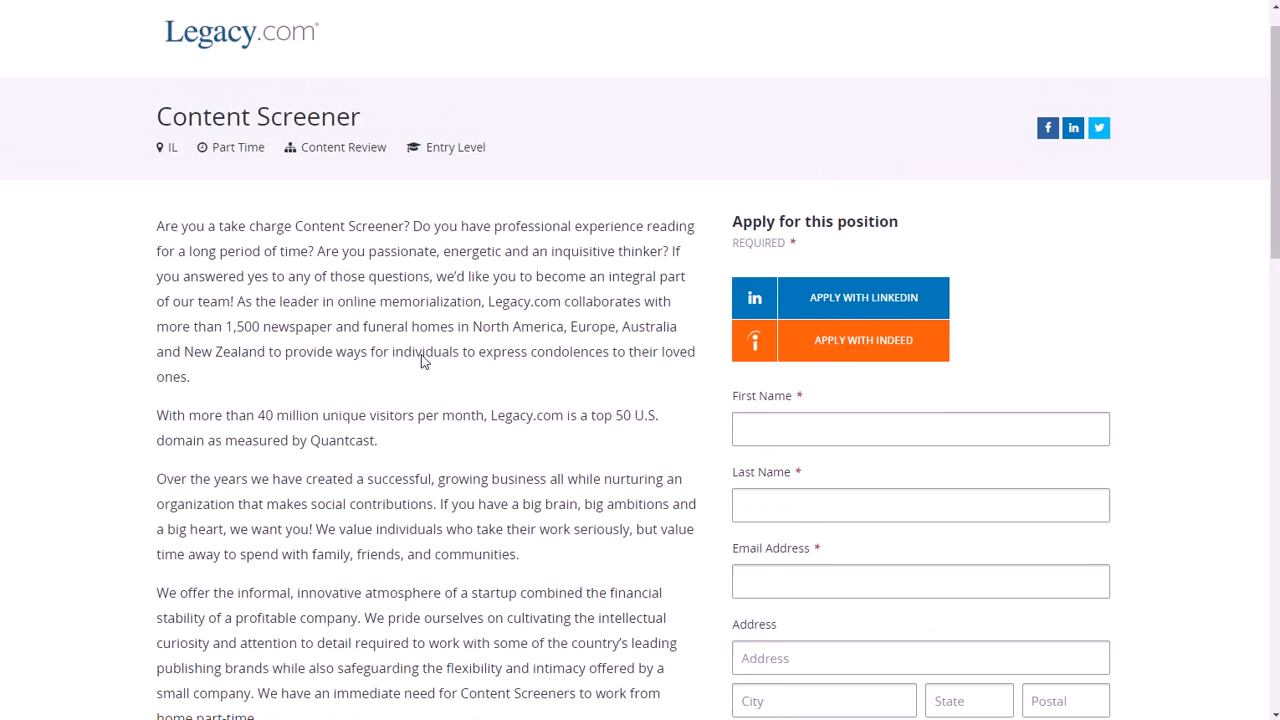 Legacy.com®
Content Screener
IL Part Time Content Review Entry Level
Are you a take charge Content Screener? Do you have professional experience reading
for a long period of time? Are you passionate, energetic and an inquisitive thinker? If
you answered yes to any of those questions, we’d like you to become an integral part
of our team! As the leader in online memorialization, Legacy.com collaborates with
more than 1,500 newspaper and funeral homes in North America, Europe, Australia
and New Zealand to provide ways for individuals to express condolences to their loved
ones.
With more than 40 million unique visitors per month, Legacy.com is a top 50 U.S.
domain as measured by Quantcast.
Over the years we have created a successful, growing business all while nurturing an
organization that makes social contributions. If you have a big brain, big ambitions and
a big heart, we want you! We value individuals who take their work seriously, but value
time away to spend with family, friends, and communities.
We offer the informal, innovative atmosphere of a startup combined the financial
stability of a profitable company. We pride ourselves on cultivating the intellectual
curiosity and attention to detail required to work with some of the country’s leading
publishing brands while also safeguarding the flexibility and intimacy offered by a
small company. We have an immediate need for Content Screeners to work from
home part-time.
Apply for this position
REQUIRED *
APPLY WITH LINKEDIN
APPLY WITH INDEED
First Name *
Last Name *
Email Address *
Address
Address
City State Postal